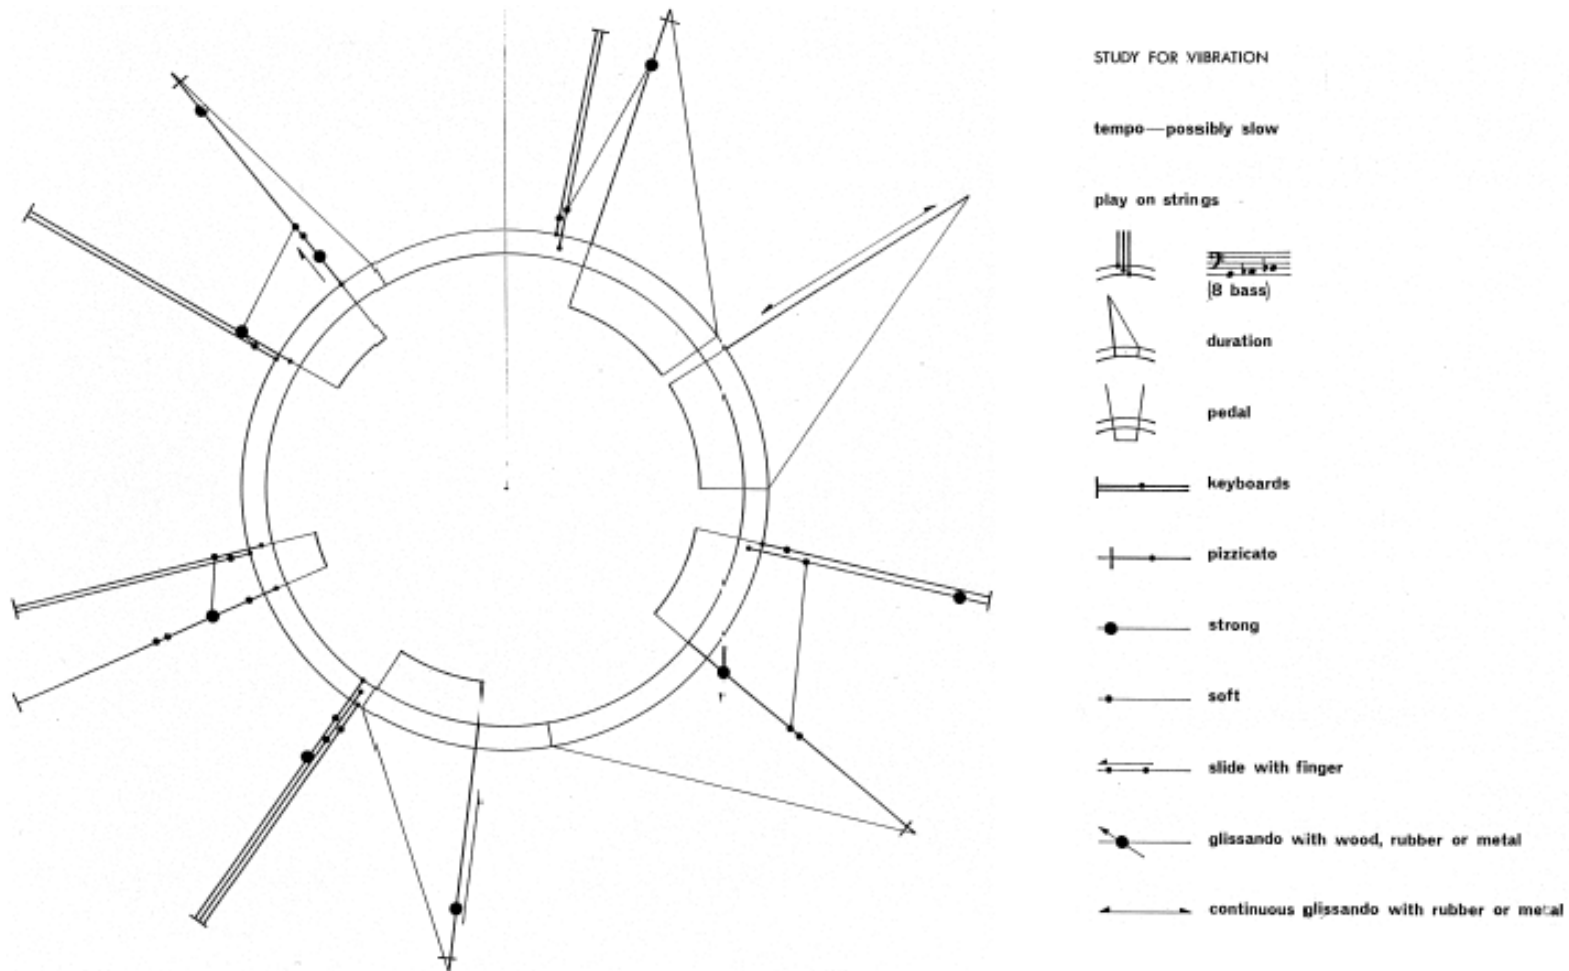 STUDY FOR VIBRATION
tempo—possibly slow
play on strings
(8 bass)
duration
pedal
keyboards
pizzicato
strong
soft
slide with finger
glissando with wood, rubber or metal
continuous glissando with rubber or metal